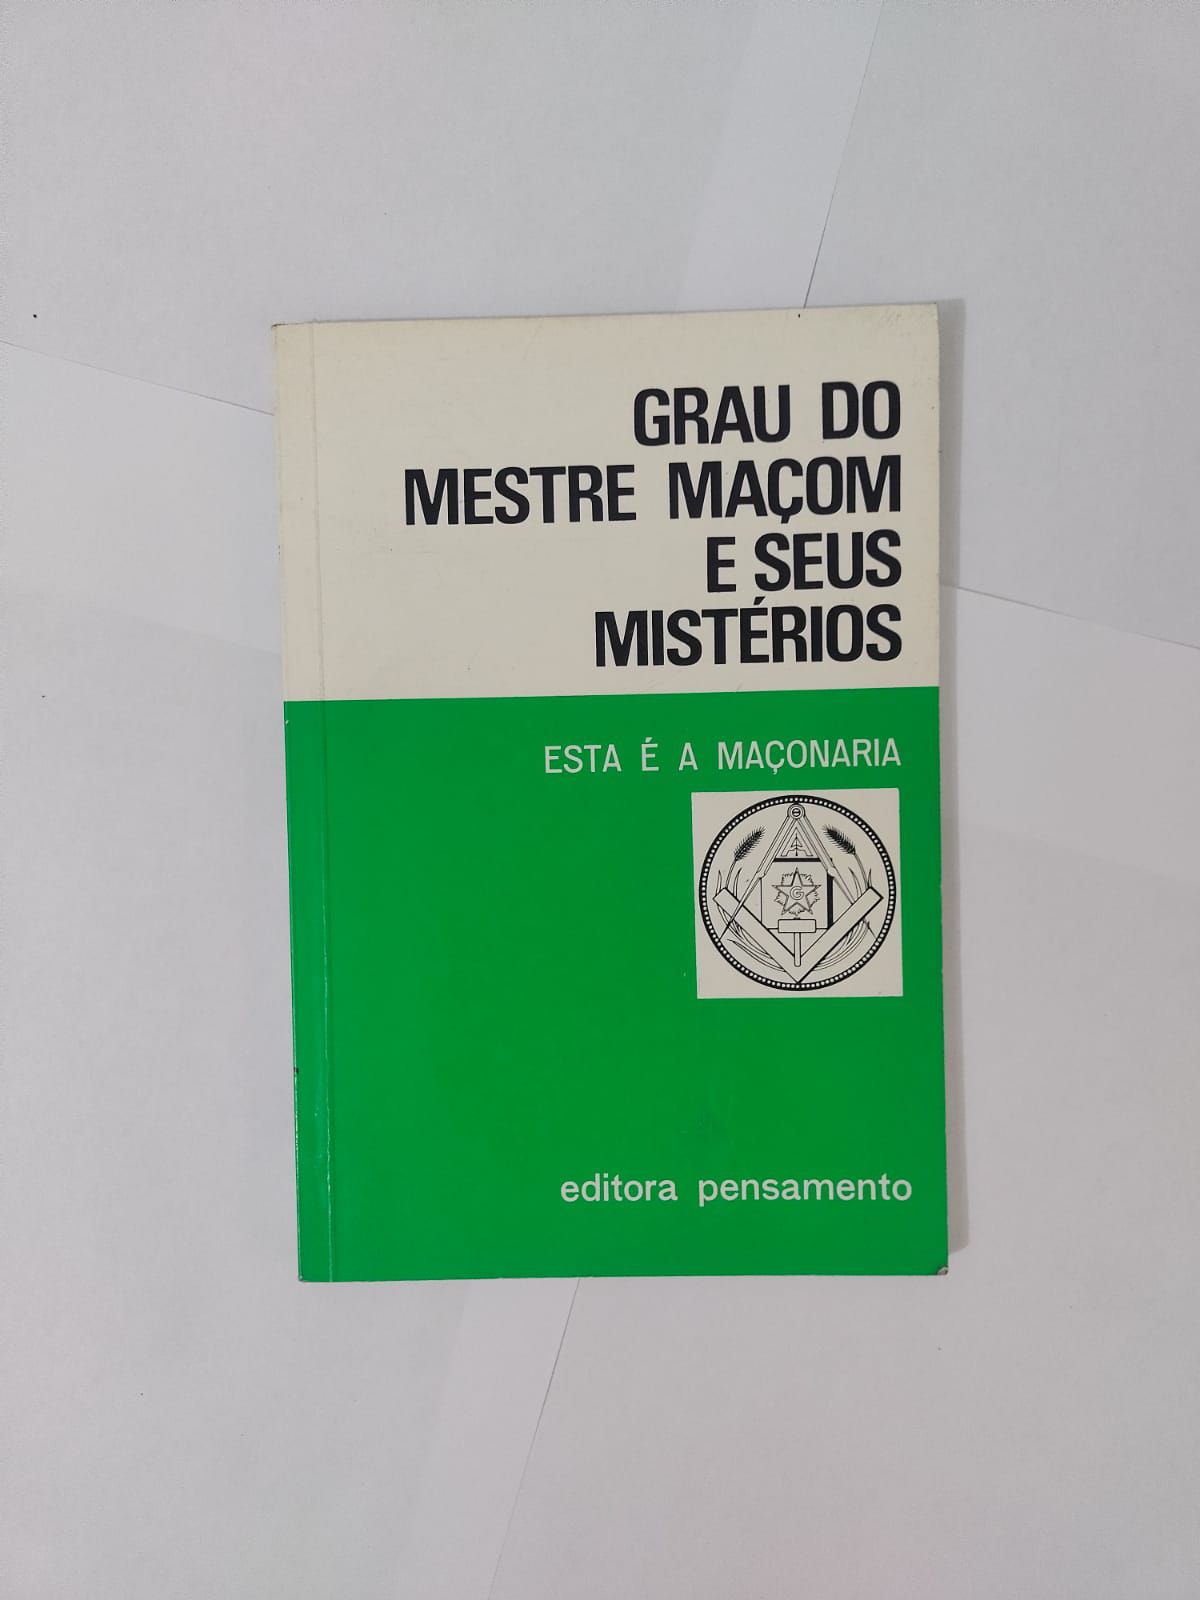 GRAU DO
MESTRE MAÇOM
E SEUS
MISTÉRIOS
ESTA É A MAÇONARIA
A
G
editora pensamento